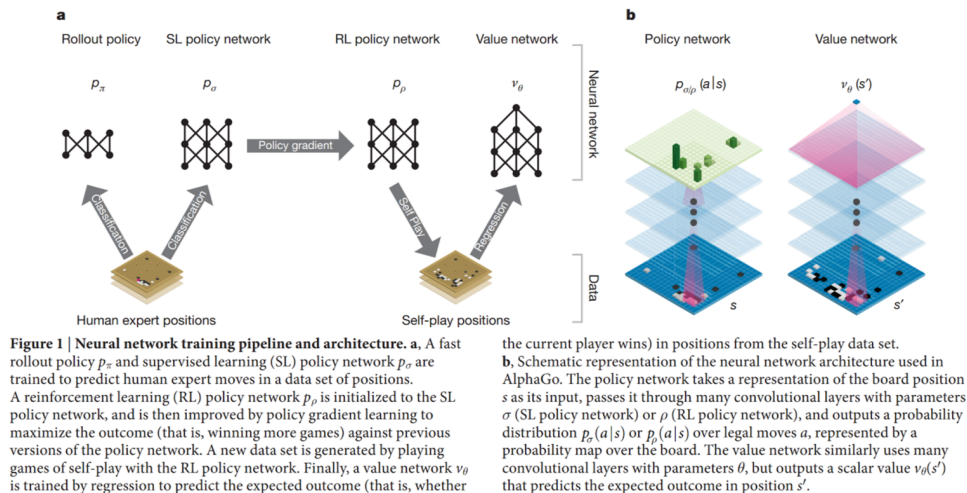 a
Rollout policy SL policy network RL policy network Value network
pπ pσ pρ νθ
Neural network
Policy gradient
Classification Classification Self Play Regression
Data
Human expert positions Self-play positions
b
Policy network Value network
pσ/ρ (a|s) νθ (s′)
s s′
Figure 1 | Neural network training pipeline and architecture. a, A fast
rollout policy pπ and supervised learning (SL) policy network pσ are
trained to predict human expert moves in a data set of positions.
A reinforcement learning (RL) policy network pρ is initialized to the SL
policy network, and is then improved by policy gradient learning to
maximize the outcome (that is, winning more games) against previous
versions of the policy network. A new data set is generated by playing
games of self-play with the RL policy network. Finally, a value network vθ
is trained by regression to predict the expected outcome (that is, whether
the current player wins) in positions from the self-play data set.
b, Schematic representation of the neural network architecture used in
AlphaGo. The policy network takes a representation of the board position
s as its input, passes it through many convolutional layers with parameters
σ (SL policy network) or ρ (RL policy network), and outputs a probability
distribution pσ(a|s) or pρ(a|s) over legal moves a, represented by a
probability map over the board. The value network similarly uses many
convolutional layers with parameters θ, but outputs a scalar value vθ(s′)
that predicts the expected outcome in position s′.